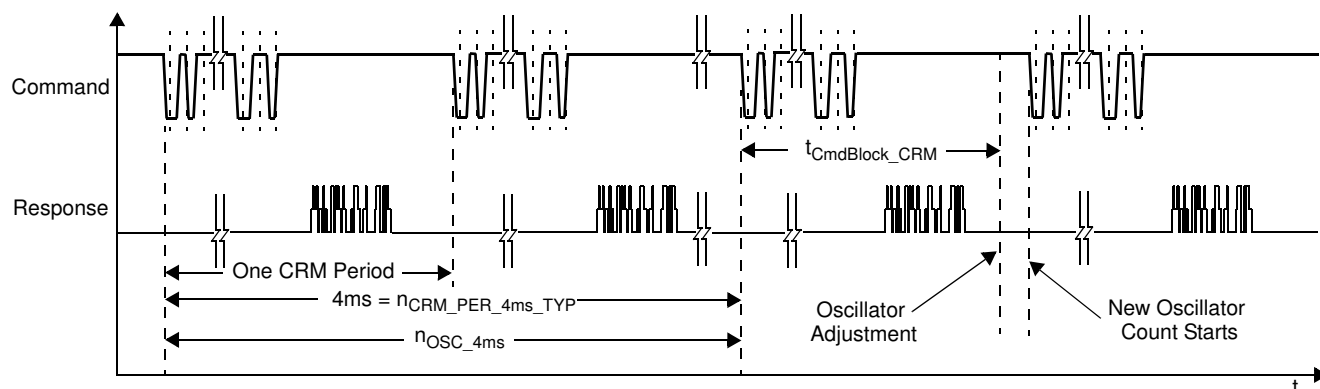 Command
t_CmdBlock_CRM
Response
One CRM Period
4ms = n_CRM_PER_4ms_TYP
n_OSC_4ms
Oscillator
Adjustment
New Oscillator
Count Starts
t